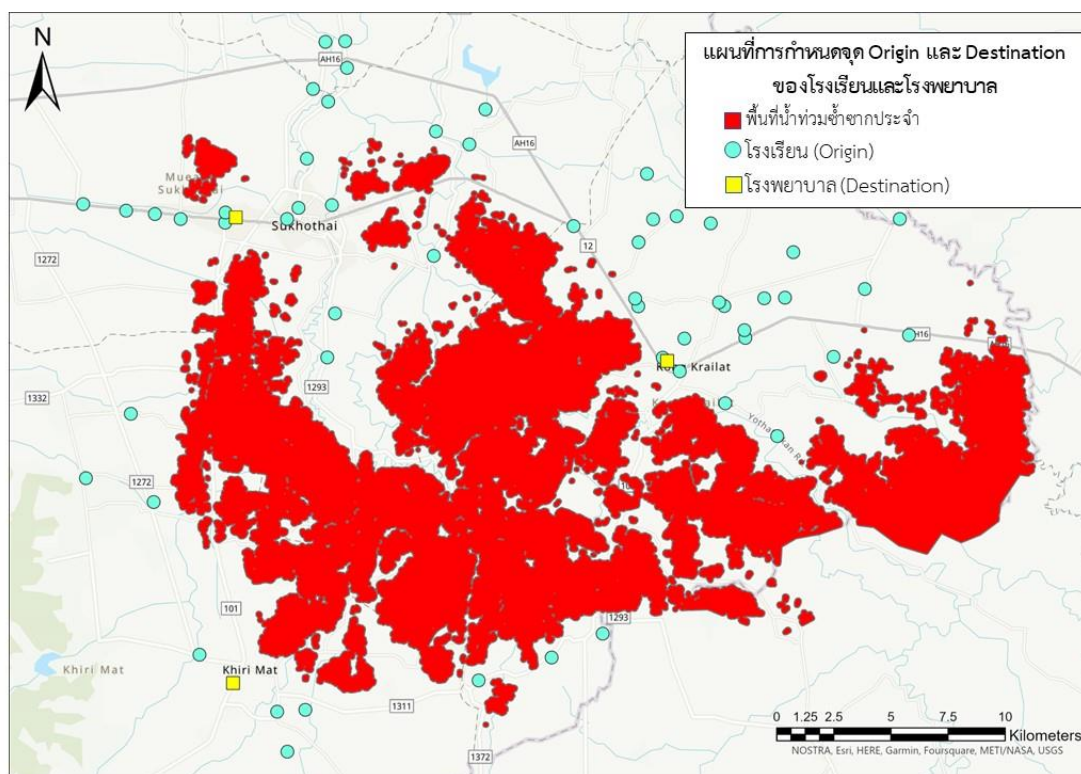 N
แผนที่การกำหนดจุด Origin และ Destination
ของโรงเรียนและโรงพยาบาล
พื้นที่น้ำท่วมซ้ำซากประจำ
โรงเรียน (Origin)
โรงพยาบาล (Destination)
AH16
AH16
Sukhothai
12
1272
AH16
Krailat
1293
1332
1272
101
1293
Khiri Mat
Khiri Mat
1311
1372
0 1.25 2.5 5 7.5 10
Kilometers
NOSTRA, Esri, HERE, Garmin, Foursquare, METI/NASA, USGS